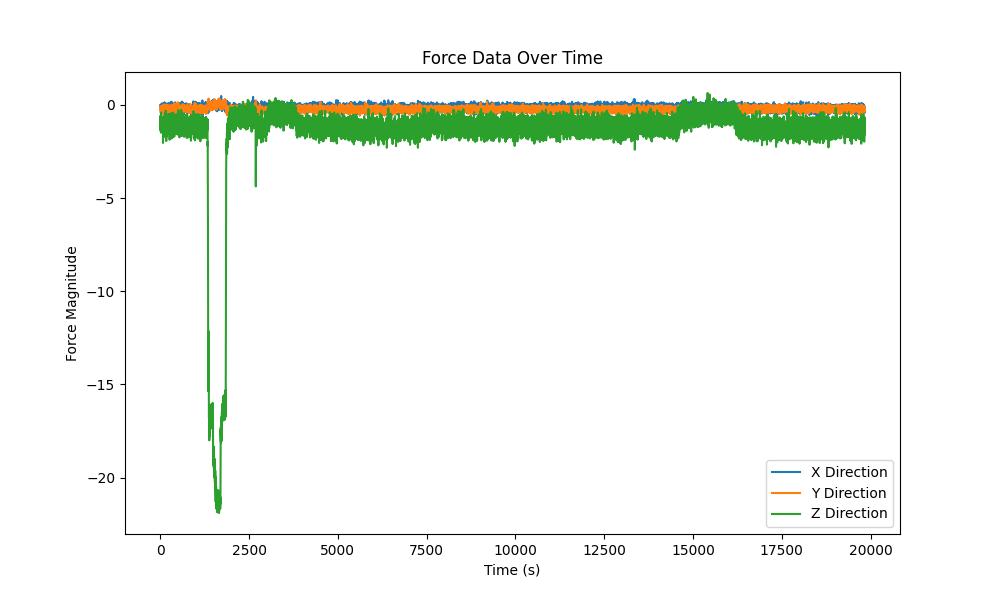 Force Data Over Time
Force Magnitude
0
−5
−10
−15
−20
0 2500 5000 7500 10000 12500 15000 17500 20000
Time (s)
X Direction
Y Direction
Z Direction